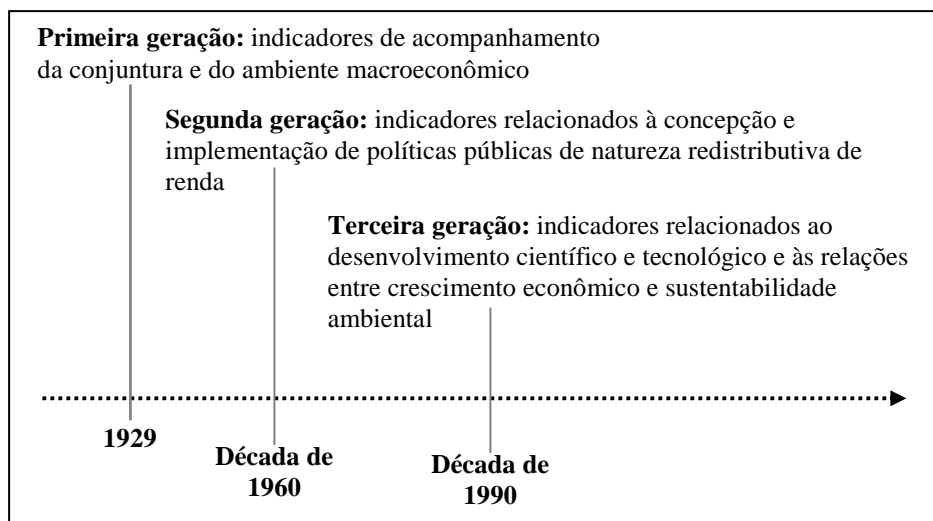 Primeira geração: indicadores de acompanhamento
da conjuntura e do ambiente macroeconômico
Segunda geração: indicadores relacionados à concepção e
implementação de políticas públicas de natureza redistributiva de
renda
Terceira geração: indicadores relacionados ao
desenvolvimento científico e tecnológico e às relações
entre crescimento econômico e sustentabilidade
ambiental
1929
Década de
1960
Década de
1990